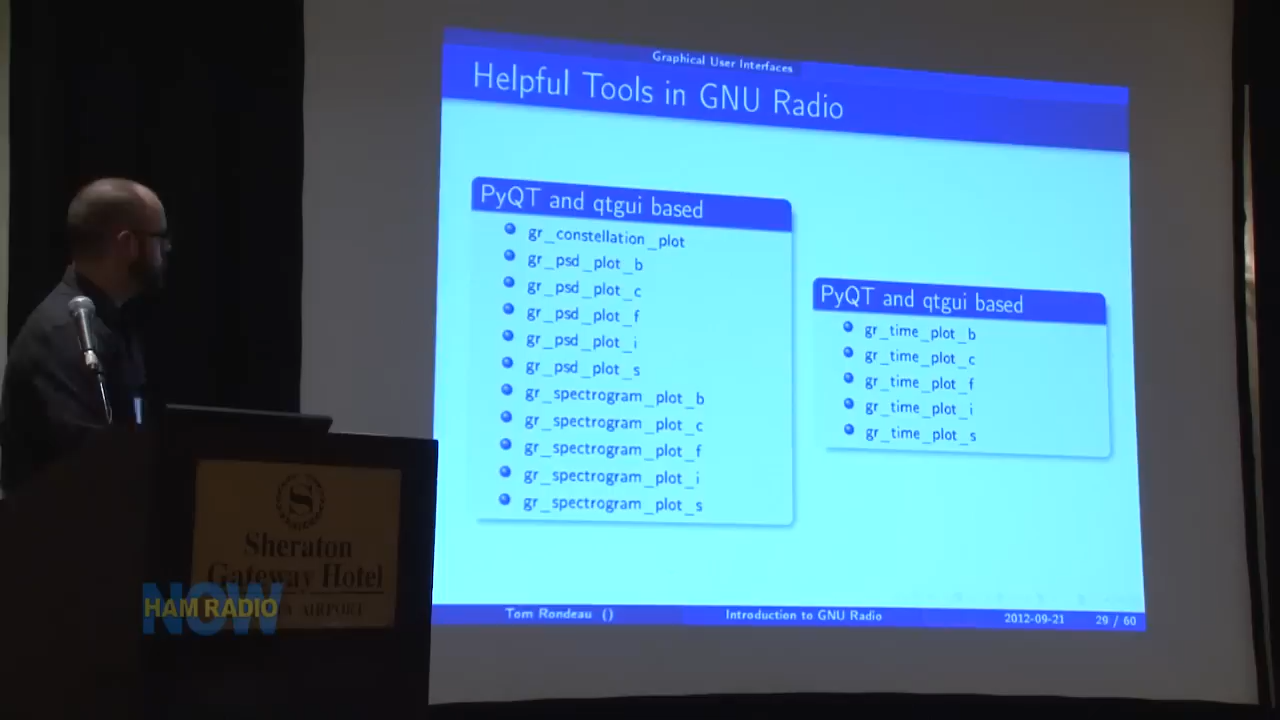 Graphical User Interfaces
Helpful Tools in GNU Radio
PyQT and qtgui based
gr_constellation_plot
gr_psd_plot_b
gr_psd_plot_c
gr_psd_plot_f
gr_psd_plot_i
gr_psd_plot_s
gr_spectrogram_plot_b
gr_spectrogram_plot_c
gr_spectrogram_plot_f
gr_spectrogram_plot_i
gr_spectrogram_plot_s
PyQT and qtgui based
gr_time_plot_b
gr_time_plot_c
gr_time_plot_f
gr_time_plot_i
gr_time_plot_s
Tom Rondeau ()
Introduction to GNU Radio
2012-09-21
29 / 60
S
Sheraton
Gateway Hotel
AIRPORT
NOW
HAM RADIO